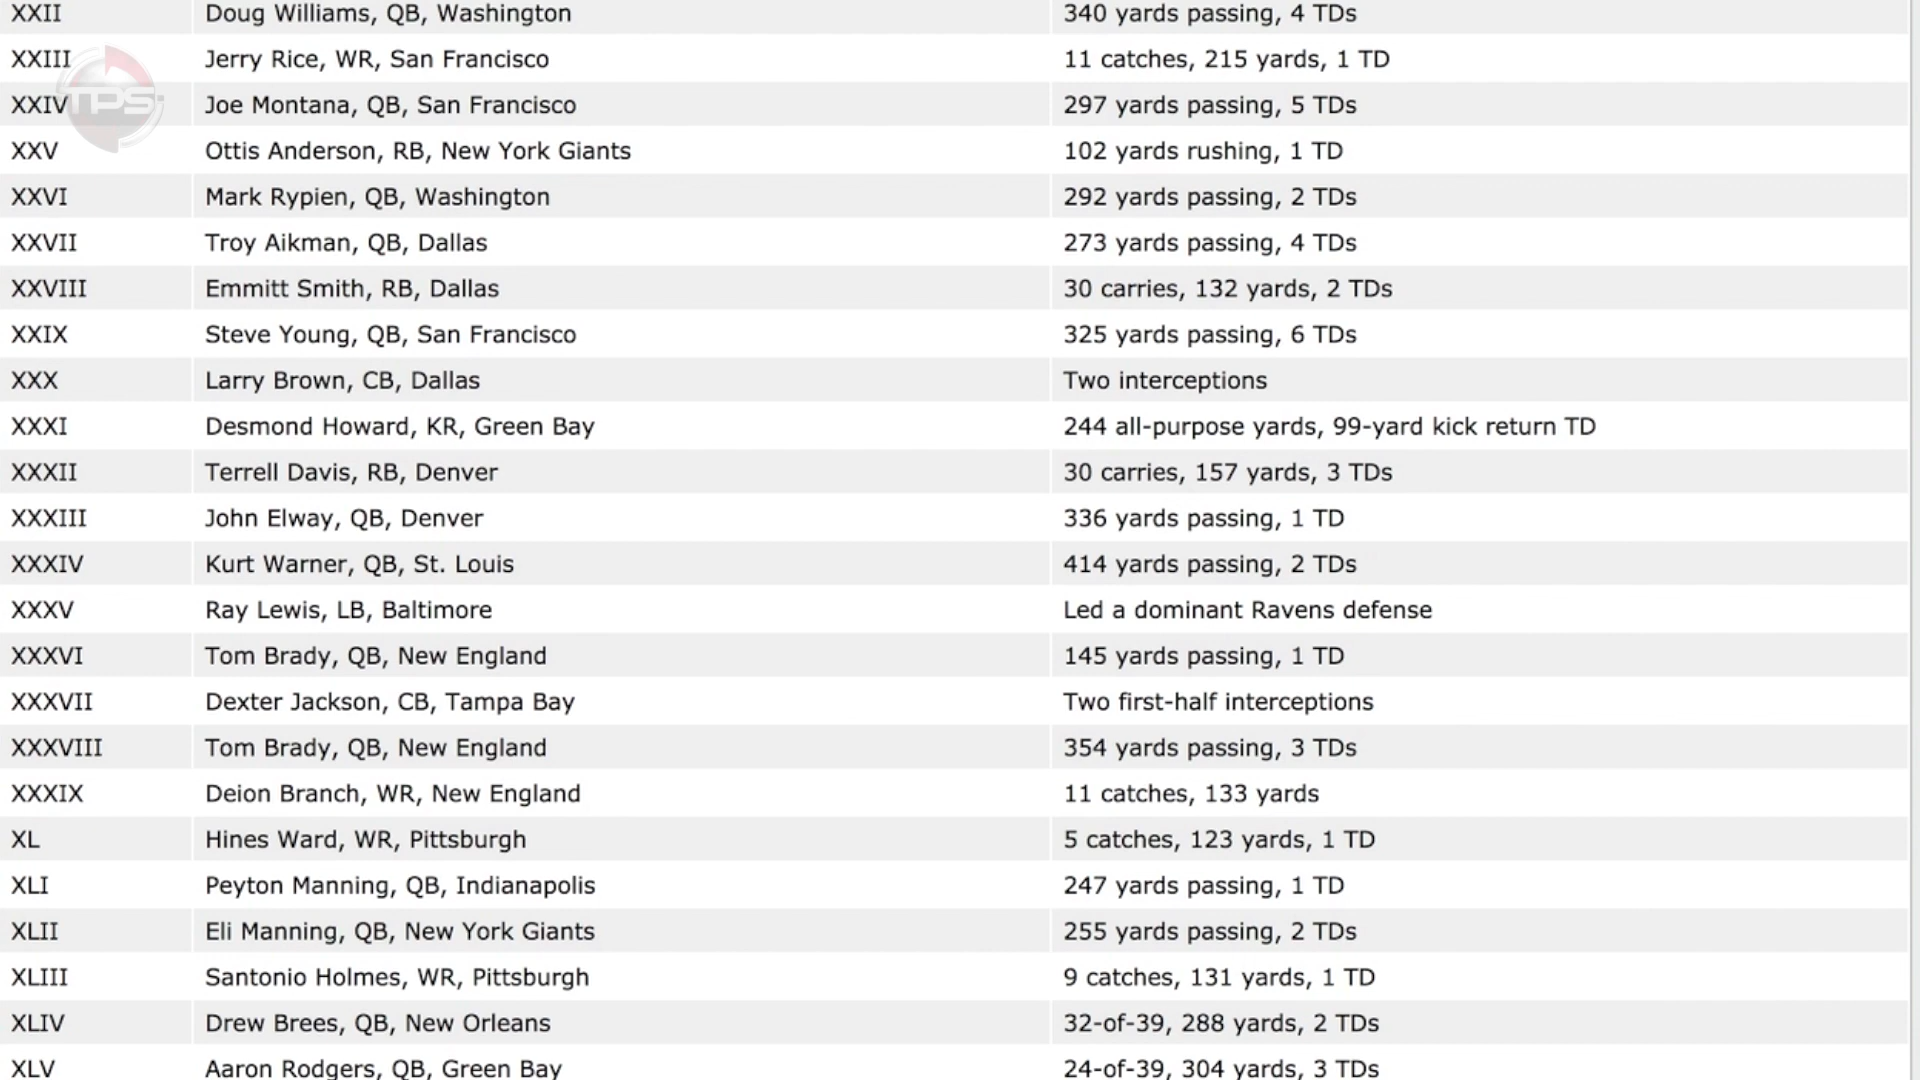 XXII Doug Williams, QB, Washington 340 yards passing, 4 TDs
XXIII Jerry Rice, WR, San Francisco 11 catches, 215 yards, 1 TD
TPS
XXIV Joe Montana, QB, San Francisco 297 yards passing, 5 TDs
XXV Ottis Anderson, RB, New York Giants 102 yards rushing, 1 TD
XXVI Mark Rypien, QB, Washington 292 yards passing, 2 TDs
XXVII Troy Aikman, QB, Dallas 273 yards passing, 4 TDs
XXVIII Emmitt Smith, RB, Dallas 30 carries, 132 yards, 2 TDs
XXIX Steve Young, QB, San Francisco 325 yards passing, 6 TDs
XXX Larry Brown, CB, Dallas Two interceptions
XXXI Desmond Howard, KR, Green Bay 244 all-purpose yards, 99-yard kick return TD
XXXII Terrell Davis, RB, Denver 30 carries, 157 yards, 3 TDs
XXXIII John Elway, QB, Denver 336 yards passing, 1 TD
XXXIV Kurt Warner, QB, St. Louis 414 yards passing, 2 TDs
XXXV Ray Lewis, LB, Baltimore Led a dominant Ravens defense
XXXVI Tom Brady, QB, New England 145 yards passing, 1 TD
XXXVII Dexter Jackson, CB, Tampa Bay Two first-half interceptions
XXXVIII Tom Brady, QB, New England 354 yards passing, 3 TDs
XXXIX Deion Branch, WR, New England 11 catches, 133 yards
XL Hines Ward, WR, Pittsburgh 5 catches, 123 yards, 1 TD
XLI Peyton Manning, QB, Indianapolis 247 yards passing, 1 TD
XLII Eli Manning, QB, New York Giants 255 yards passing, 2 TDs
XLIII Santonio Holmes, WR, Pittsburgh 9 catches, 131 yards, 1 TD
XLIV Drew Brees, QB, New Orleans 32-of-39, 288 yards, 2 TDs
XLV Aaron Rodgers, QB, Green Bay 24-of-39, 304 yards, 3 TDs